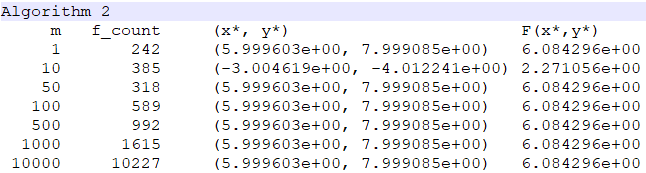 Algorithm 2
m f_count (x*, y*) F(x*,y*)
1 242 (5.999603e+00, 7.999085e+00) 6.084296e+00
10 385 (-3.004619e+00, -4.012241e+00) 2.271056e+00
50 318 (5.999603e+00, 7.999085e+00) 6.084296e+00
100 589 (5.999603e+00, 7.999085e+00) 6.084296e+00
500 992 (5.999603e+00, 7.999085e+00) 6.084296e+00
1000 1615 (5.999603e+00, 7.999085e+00) 6.084296e+00
10000 10227 (5.999603e+00, 7.999085e+00) 6.084296e+00